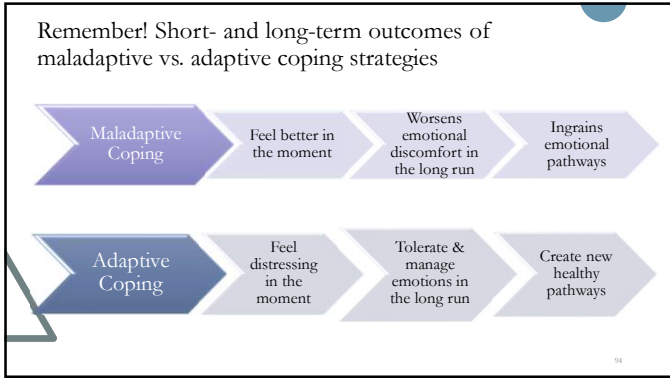 Remember! Short- and long-term outcomes of
maladaptive vs. adaptive coping strategies
Maladaptive
Coping
Feel better in
the moment
Worsens
emotional
discomfort in
the long run
Ingrains
emotional
pathways
Adaptive
Coping
Feel
distressing
in the
moment
Tolerate &
manage
emotions in
the long run
Create new
healthy
pathways
94